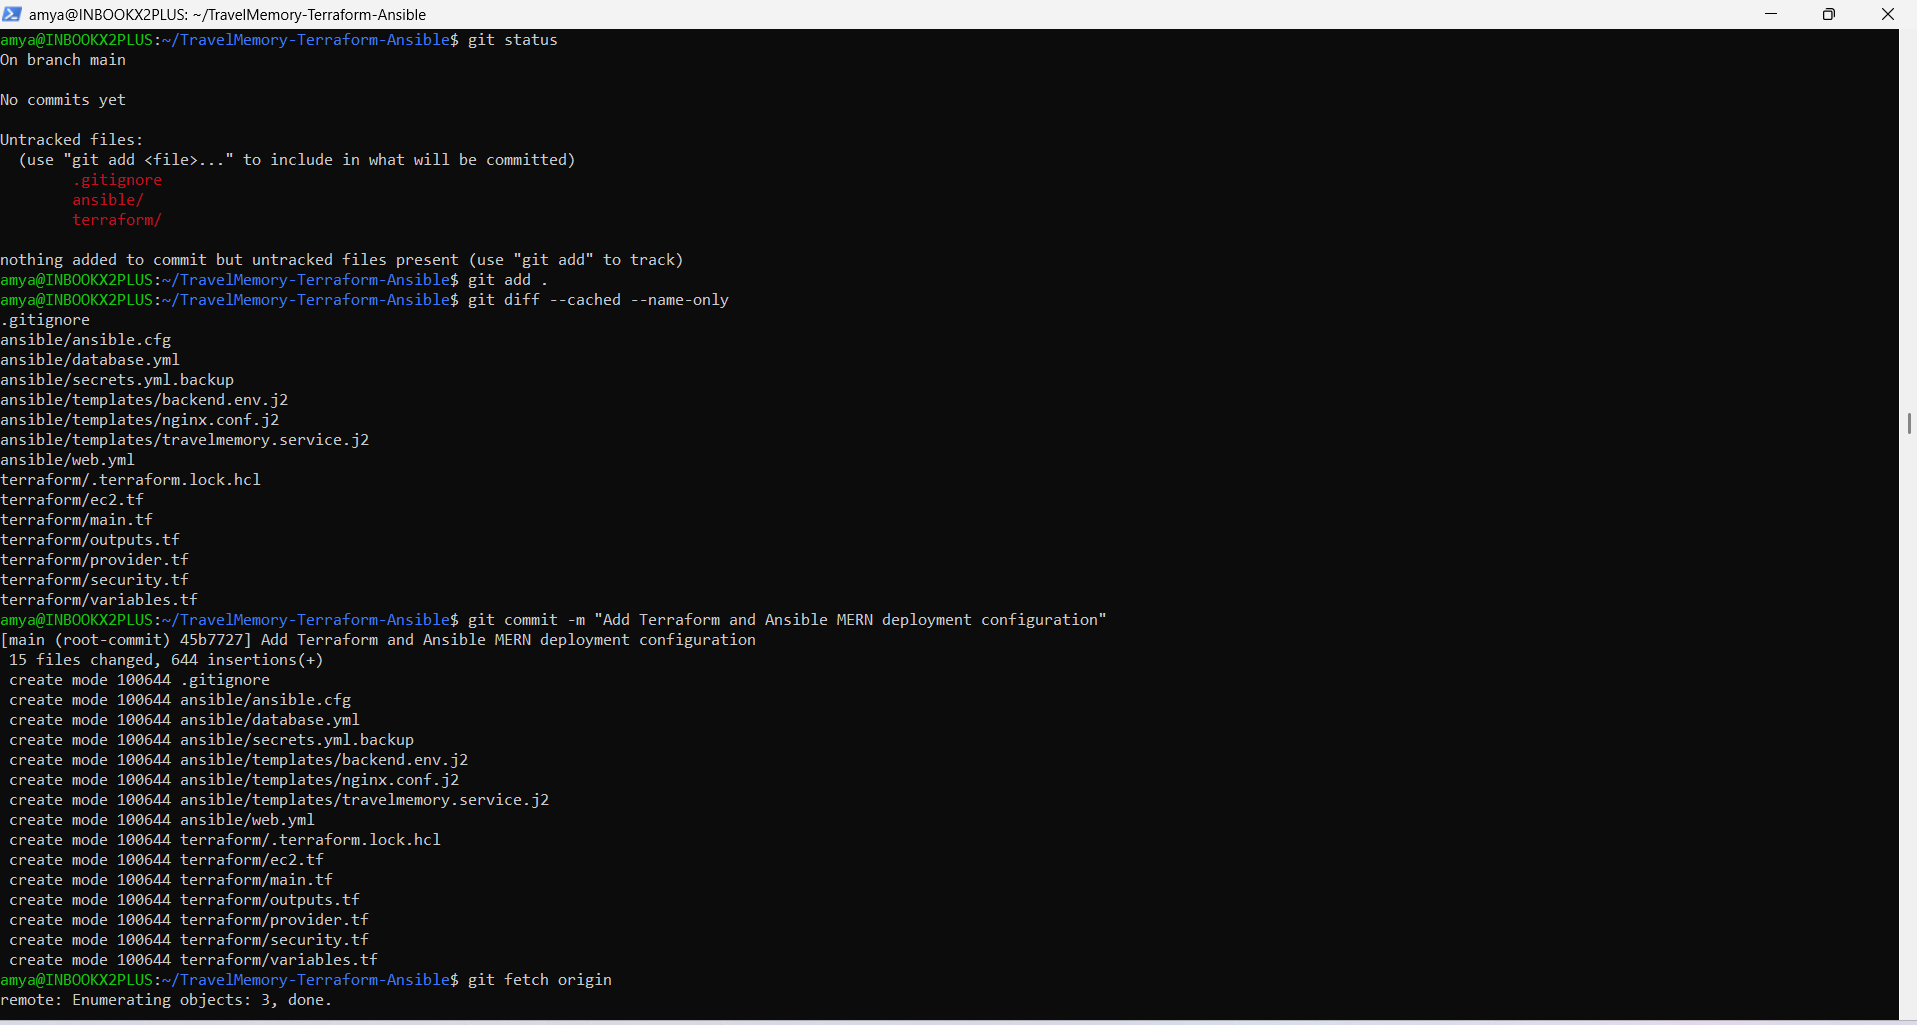 amya@INBOOKX2PLUS: ~/TravelMemory-Terraform-Ansible
amya@INBOOKX2PLUS:~/TravelMemory-Terraform-Ansible$ git status
On branch main
No commits yet
Untracked files:
  (use "git add <file>..." to include in what will be committed)
        .gitignore
        ansible/
        terraform/
nothing added to commit but untracked files present (use "git add" to track)
amya@INBOOKX2PLUS:~/TravelMemory-Terraform-Ansible$ git add .
amya@INBOOKX2PLUS:~/TravelMemory-Terraform-Ansible$ git diff --cached --name-only
.gitignore
ansible/ansible.cfg
ansible/database.yml
ansible/secrets.yml.backup
ansible/templates/backend.env.j2
ansible/templates/nginx.conf.j2
ansible/templates/travelmemory.service.j2
ansible/web.yml
terraform/.terraform.lock.hcl
terraform/ec2.tf
terraform/main.tf
terraform/outputs.tf
terraform/provider.tf
terraform/security.tf
terraform/variables.tf
amya@INBOOKX2PLUS:~/TravelMemory-Terraform-Ansible$ git commit -m "Add Terraform and Ansible MERN deployment configuration"
[main (root-commit) 45b7727] Add Terraform and Ansible MERN deployment configuration
 15 files changed, 644 insertions(+)
 create mode 100644 .gitignore
 create mode 100644 ansible/ansible.cfg
 create mode 100644 ansible/database.yml
 create mode 100644 ansible/secrets.yml.backup
 create mode 100644 ansible/templates/backend.env.j2
 create mode 100644 ansible/templates/nginx.conf.j2
 create mode 100644 ansible/templates/travelmemory.service.j2
 create mode 100644 ansible/web.yml
 create mode 100644 terraform/.terraform.lock.hcl
 create mode 100644 terraform/ec2.tf
 create mode 100644 terraform/main.tf
 create mode 100644 terraform/outputs.tf
 create mode 100644 terraform/provider.tf
 create mode 100644 terraform/security.tf
 create mode 100644 terraform/variables.tf
amya@INBOOKX2PLUS:~/TravelMemory-Terraform-Ansible$ git fetch origin
remote: Enumerating objects: 3, done.